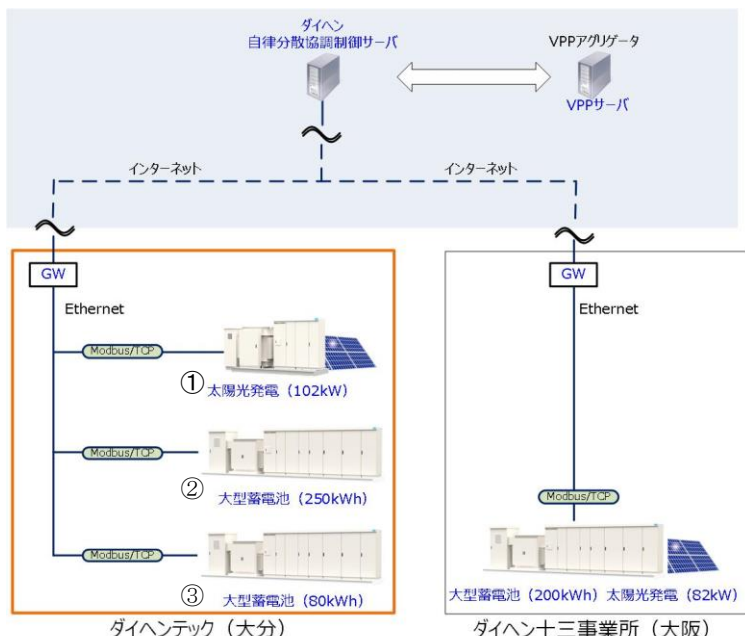 ダイヘン
自律分散協調制御サーバ
VPPアグリゲータ
VPPサーバ
インターネット
インターネット
GW
Ethernet
Modbus/TCP
① 太陽光発電（102kW）
Modbus/TCP
② 大型蓄電池（250kWh）
Modbus/TCP
③ 大型蓄電池（80kWh）
ダイヘンテック（大分）
GW
Ethernet
Modbus/TCP
大型蓄電池（200kWh）太陽光発電（82kW）
ダイヘン十三事業所（大阪）